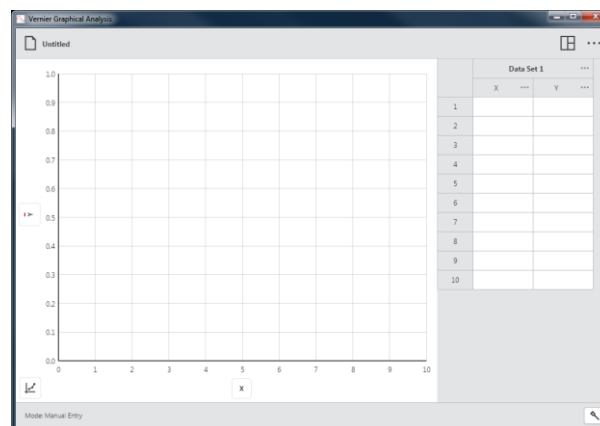 Vernier Graphical Analysis
Untitled
1.0
0.9
0.8
0.7
0.6
0.5
0.4
0.3
0.2
0.1
0.0
Y
0 1 2 3 4 5 6 7 8 9 10
X
Data Set 1 ...
X ... Y ...
1
2
3
4
5
6
7
8
9
10
Mode: Manual Entry